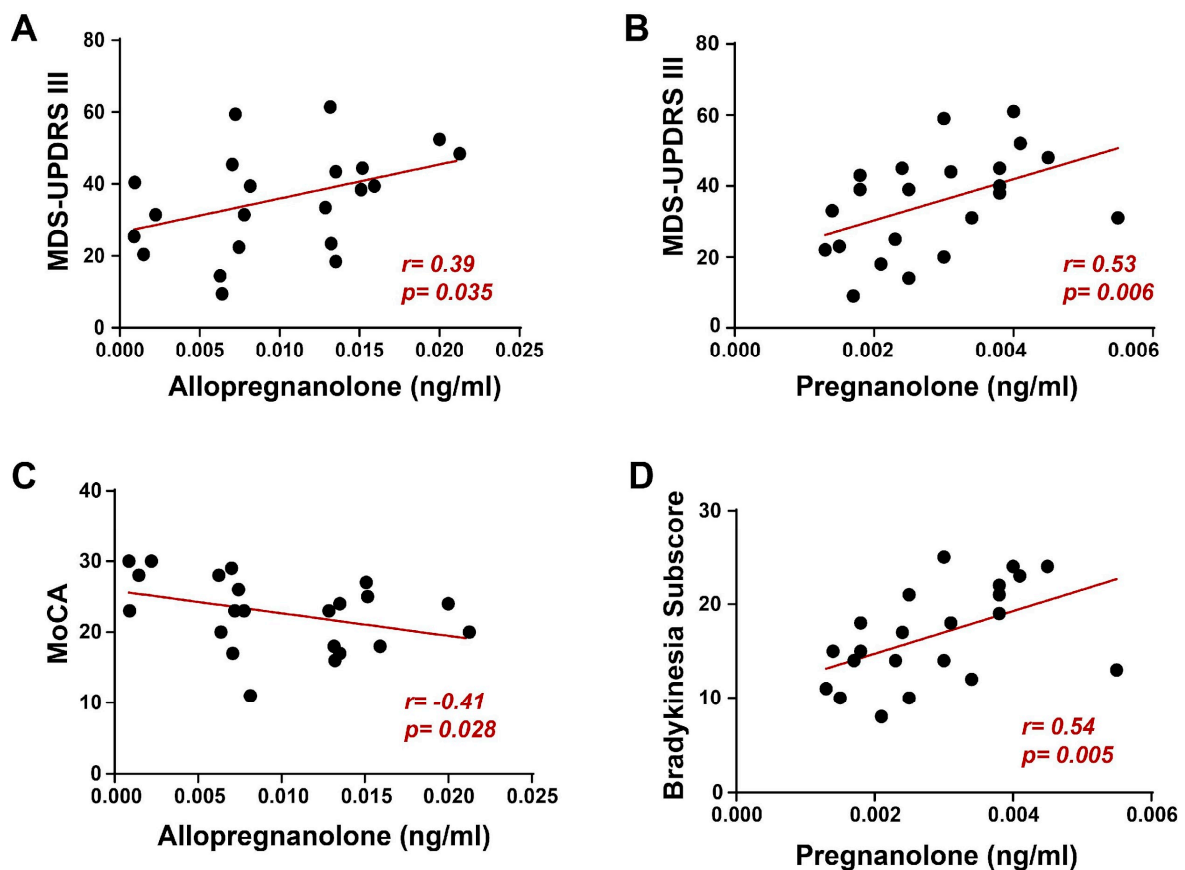 A
MDS-UPDRS III
80
60
40
20
0
0.000 0.005 0.010 0.015 0.020 0.025
Allopregnanolone (ng/ml)
r= 0.39
p= 0.035
B
MDS-UPDRS III
80
60
40
20
0
0.000 0.002 0.004 0.006
Pregnanolone (ng/ml)
r= 0.53
p= 0.006
C
MoCA
40
30
20
10
0
0.000 0.005 0.010 0.015 0.020 0.025
Allopregnanolone (ng/ml)
r= -0.41
p= 0.028
D
Bradykinesia Subscore
30
20
10
0
0.000 0.002 0.004 0.006
Pregnanolone (ng/ml)
r= 0.54
p= 0.005